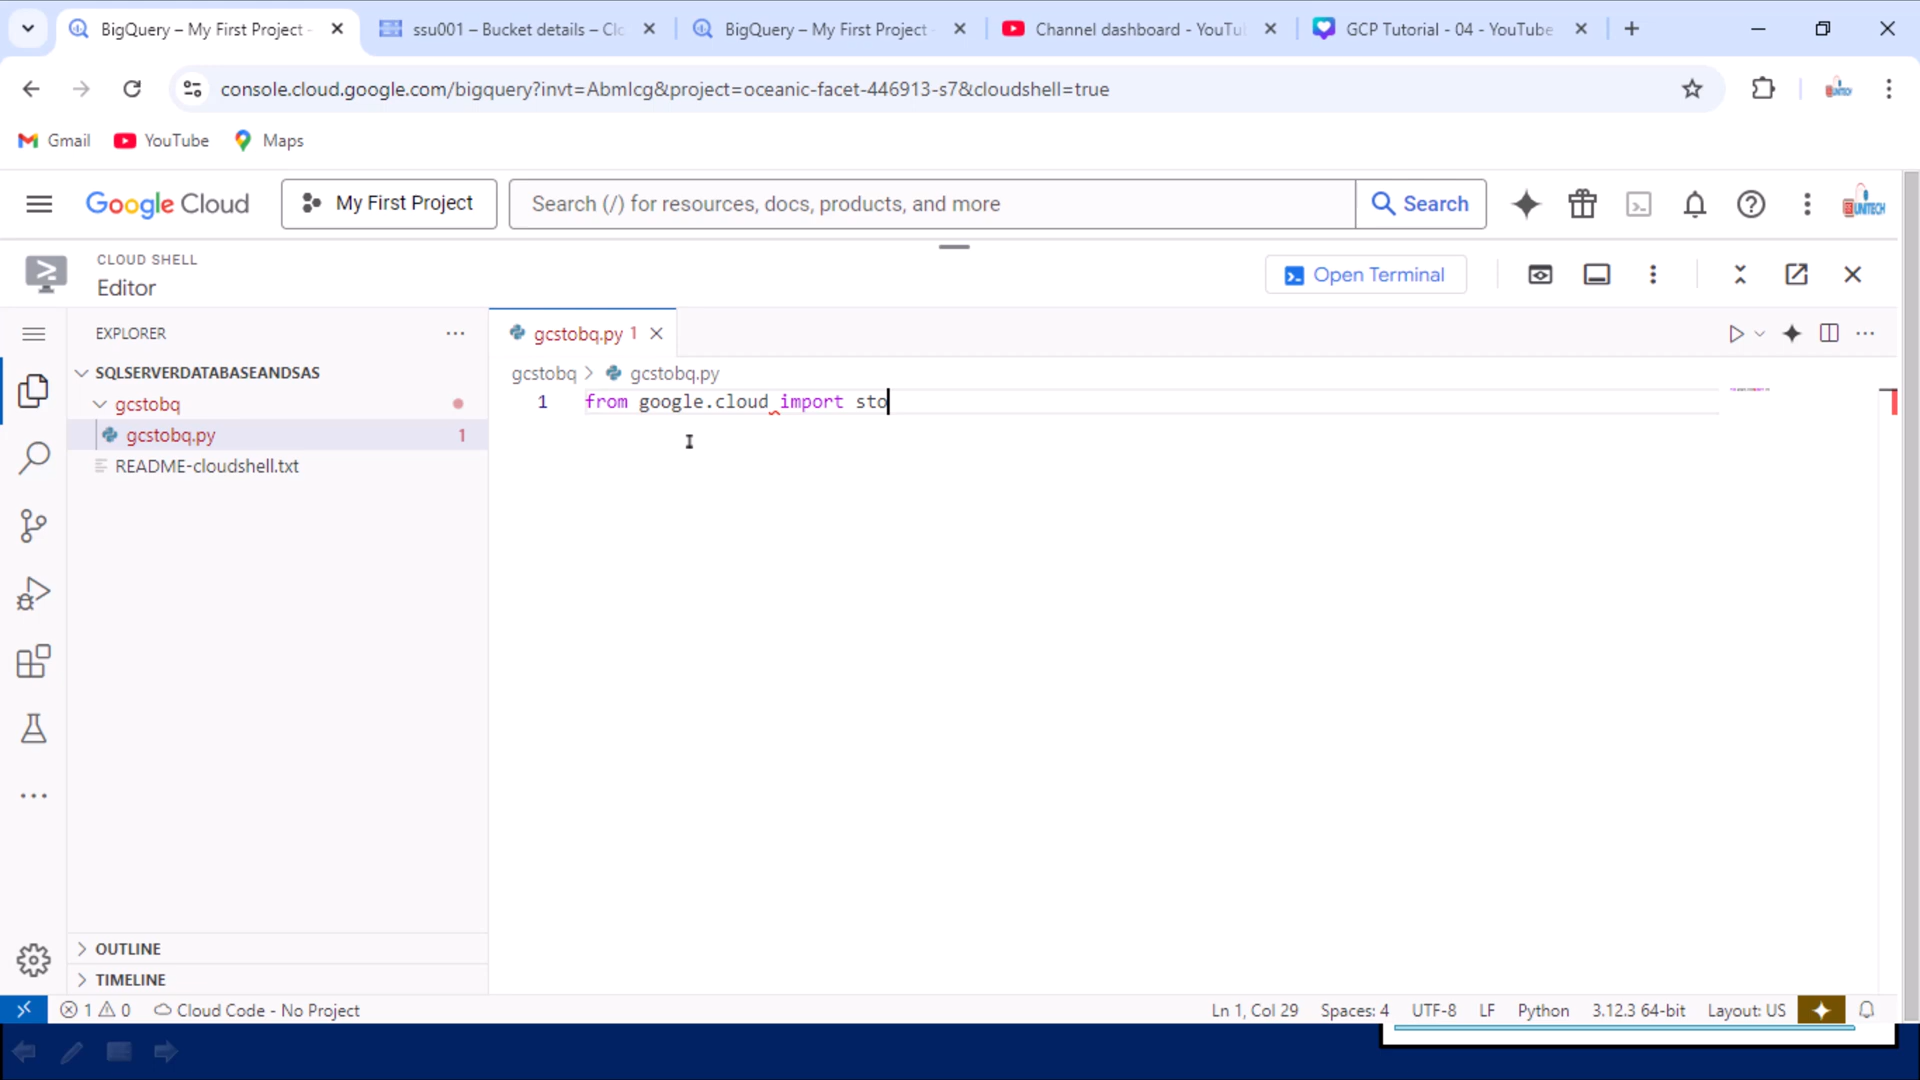 BigQuery – My First Project -
ssu001 – Bucket details – Clo
BigQuery – My First Project -
Channel dashboard - YouTu
GCP Tutorial - 04 - YouTube
console.cloud.google.com/bigquery?invt=Abmlcg&project=oceanic-facet-446913-s7&cloudshell=true
Gmail
YouTube
Maps
Google Cloud
My First Project
Search (/) for resources, docs, products, and more
Search
UNITECH
CLOUD SHELL
Editor
Open Terminal
EXPLORER
gcstobq.py 1
SQLSERVERDATABASEANDSAS
gcstobq
gcstobq.py 1
README-cloudshell.txt
gcstobq > gcstobq.py
1 from google.cloud import sto
OUTLINE
TIMELINE
1 0
Cloud Code - No Project
Ln 1, Col 29
Spaces: 4
UTF-8
LF
Python
3.12.3 64-bit
Layout: US